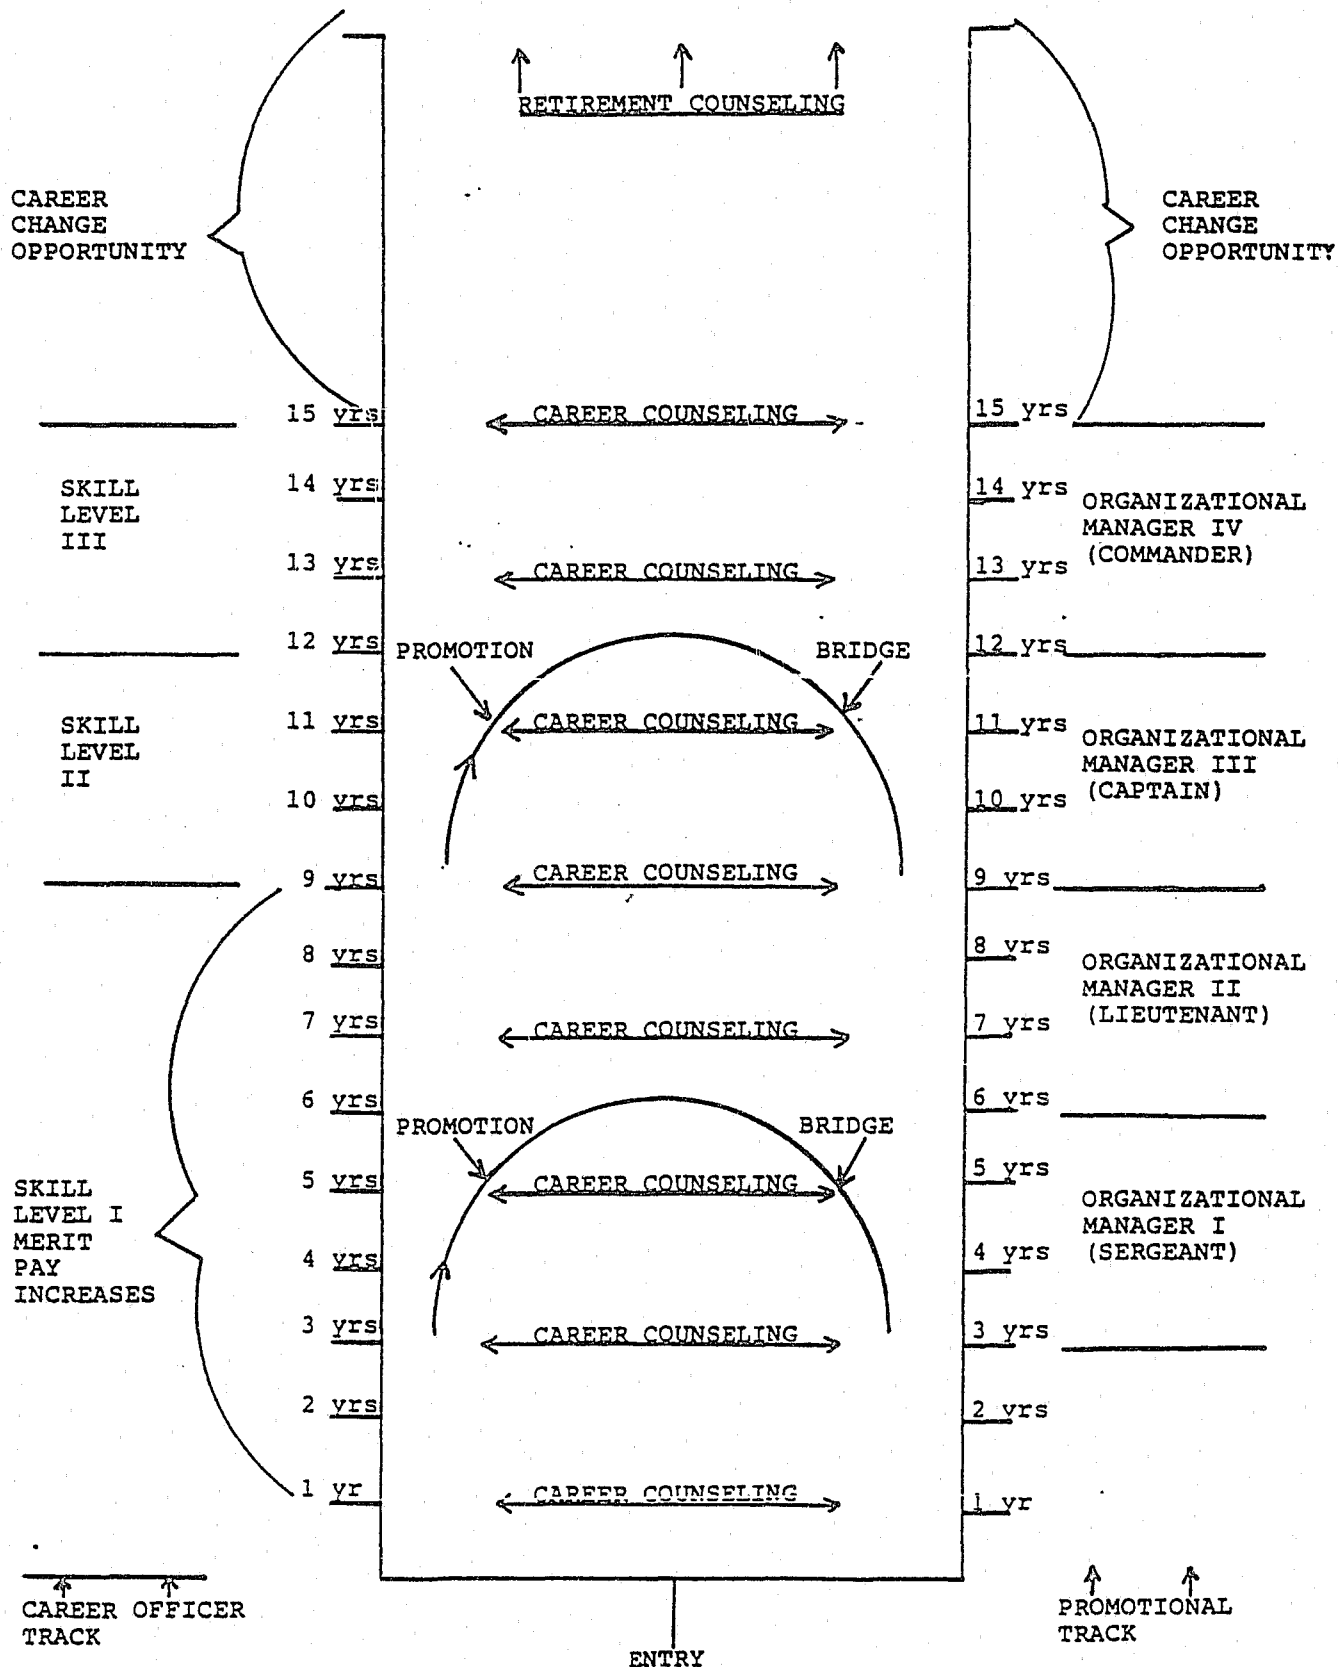 RETIREMENT COUNSELING
CAREER
CHANGE
OPPORTUNITY
CAREER
CHANGE
OPPORTUNITY
15 yrs
CAREER COUNSELING
15 yrs
SKILL
LEVEL
III
14 yrs
14 yrs
ORGANIZATIONAL
MANAGER IV
(COMMANDER)
13 yrs
CAREER COUNSELING
13 yrs
12 yrs
PROMOTION
BRIDGE
12 yrs
SKILL
LEVEL
II
11 yrs
CAREER COUNSELING
11 yrs
ORGANIZATIONAL
MANAGER III
(CAPTAIN)
10 yrs
10 yrs
9 yrs
CAREER COUNSELING
9 yrs
8 yrs
8 yrs
ORGANIZATIONAL
MANAGER II
(LIEUTENANT)
7 yrs
CAREER COUNSELING
7 yrs
6 yrs
6 yrs
PROMOTION
BRIDGE
SKILL
LEVEL I
MERIT
PAY
INCREASES
5 yrs
CAREER COUNSELING
5 yrs
ORGANIZATIONAL
MANAGER I
(SERGEANT)
4 yrs
4 yrs
3 yrs
CAREER COUNSELING
3 yrs
2 yrs
2 yrs
1 yr
CAREER COUNSELING
1 yr
CAREER OFFICER
TRACK
PROMOTIONAL
TRACK
ENTRY